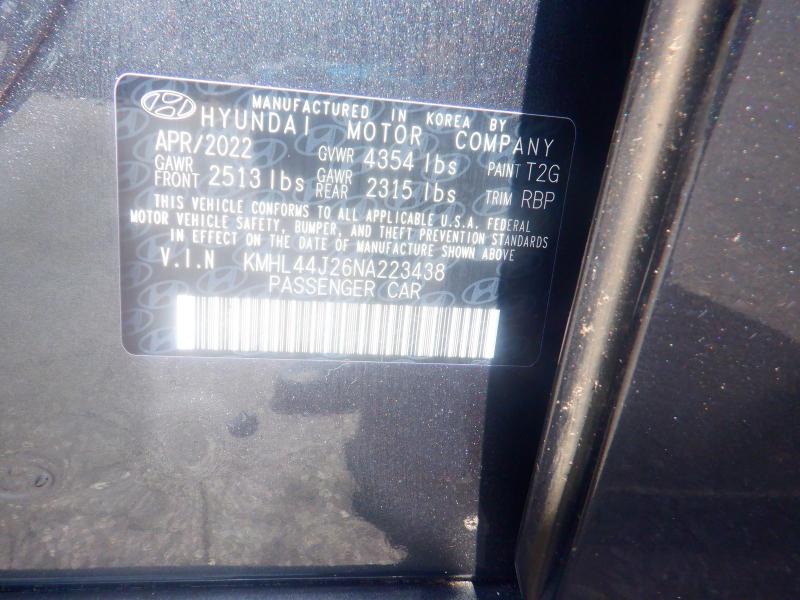 MANUFACTURED IN KOREA BY
HYUNDAI MOTOR COMPANY
APR/2022 GVWR 4354 lbs PAINT T2G
GAWR FRONT 2513 lbs GAWR REAR 2315 lbs TRIM RBP
THIS VEHICLE CONFORMS TO ALL APPLICABLE U.S.A. FEDERAL
MOTOR VEHICLE SAFETY, BUMPER, AND THEFT PREVENTION STANDARDS
IN EFFECT ON THE DATE OF MANUFACTURE SHOWN ABOVE
V.I.N KMHL44J26NA223438
PASSENGER CAR